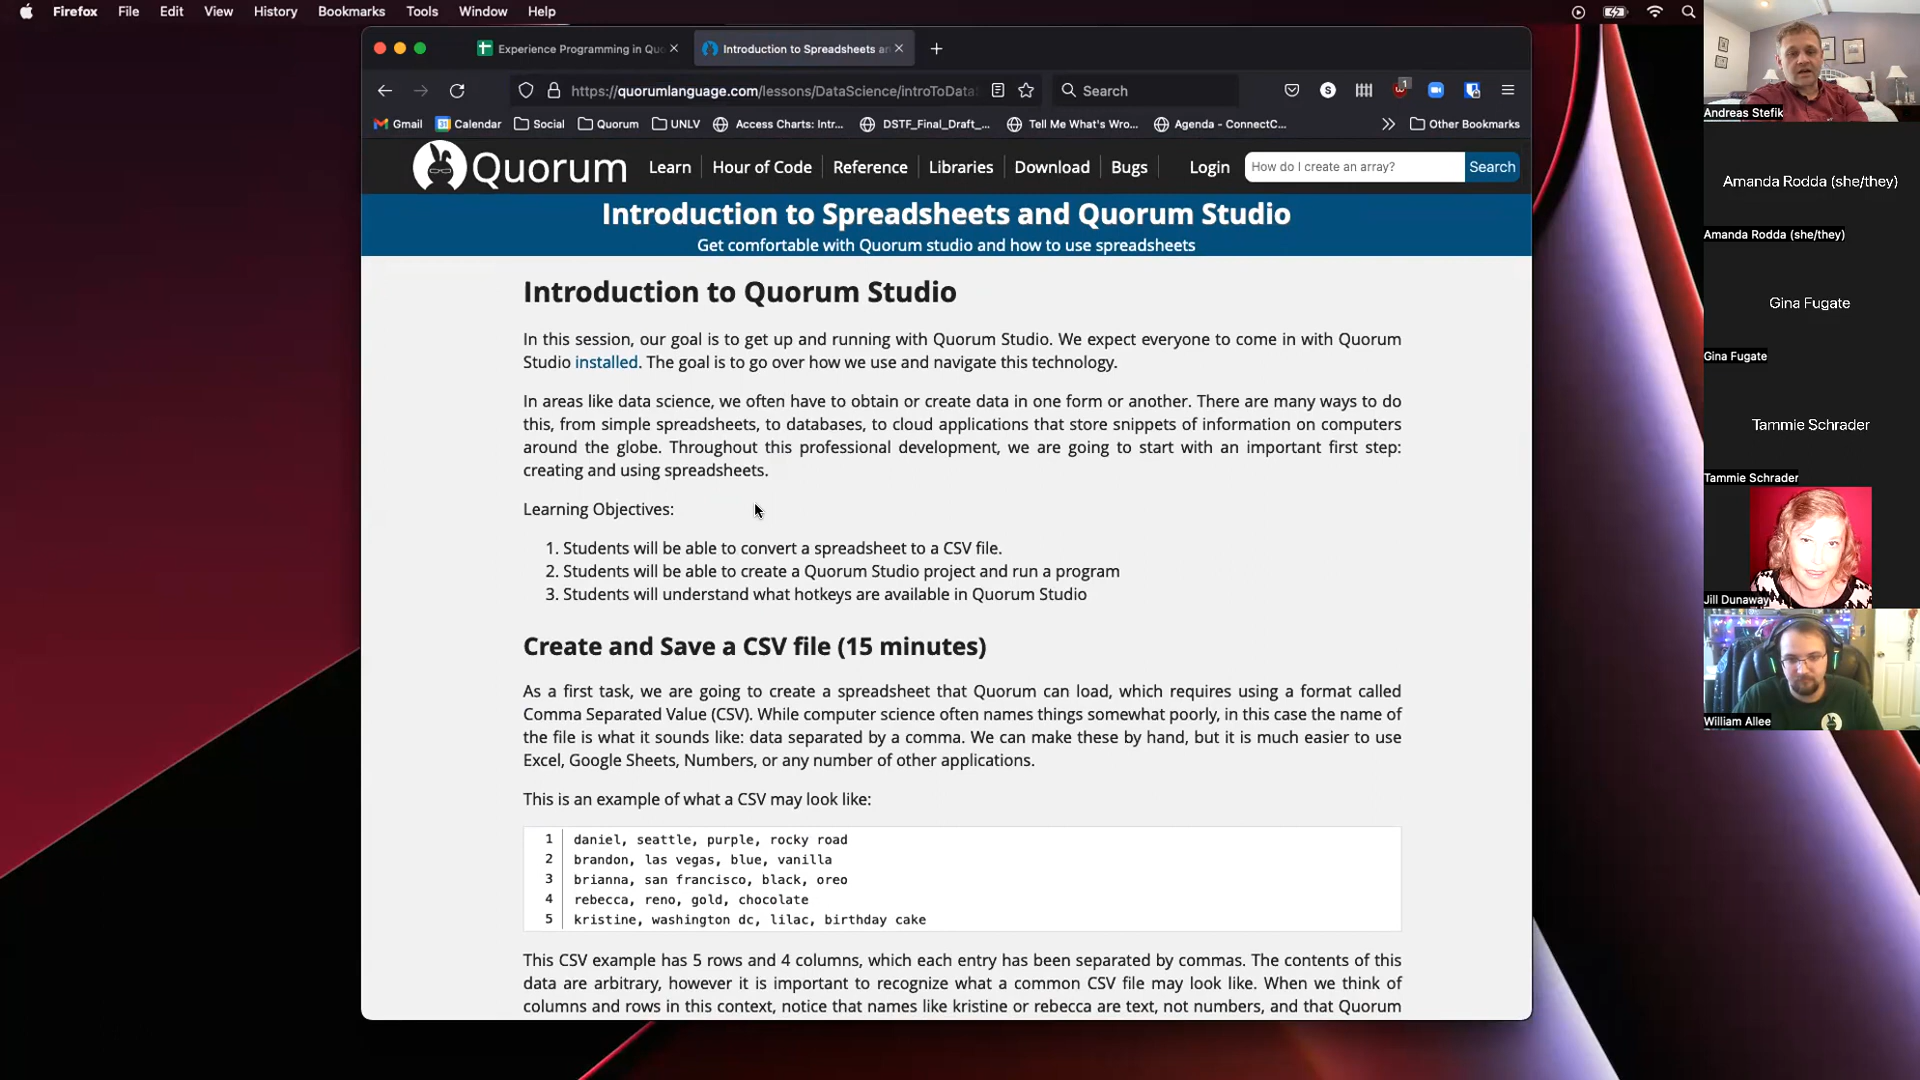 Firefox File Edit View History Bookmarks Tools Window Help
Experience Programming in Quo
Introduction to Spreadsheets an
https://quorumlanguage.com/lessons/DataScience/introToData
Search
1
Gmail Calendar Social Quorum UNLV Access Charts: Intr... DSTF_Final_Draft_... Tell Me What's Wro... Agenda - ConnectC... Other Bookmarks
Quorum Learn Hour of Code Reference Libraries Download Bugs Login How do I create an array? Search
Introduction to Spreadsheets and Quorum Studio
Get comfortable with Quorum studio and how to use spreadsheets
Introduction to Quorum Studio
In this session, our goal is to get up and running with Quorum Studio. We expect everyone to come in with Quorum
Studio installed. The goal is to go over how we use and navigate this technology.
In areas like data science, we often have to obtain or create data in one form or another. There are many ways to do
this, from simple spreadsheets, to databases, to cloud applications that store snippets of information on computers
around the globe. Throughout this professional development, we are going to start with an important first step:
creating and using spreadsheets.
Learning Objectives:
1. Students will be able to convert a spreadsheet to a CSV file.
2. Students will be able to create a Quorum Studio project and run a program
3. Students will understand what hotkeys are available in Quorum Studio
Create and Save a CSV file (15 minutes)
As a first task, we are going to create a spreadsheet that Quorum can load, which requires using a format called
Comma Separated Value (CSV). While computer science often names things somewhat poorly, in this case the name of
the file is what it sounds like: data separated by a comma. We can make these by hand, but it is much easier to use
Excel, Google Sheets, Numbers, or any number of other applications.
This is an example of what a CSV may look like:
1 daniel, seattle, purple, rocky road
2 brandon, las vegas, blue, vanilla
3 brianna, san francisco, black, oreo
4 rebecca, reno, gold, chocolate
5 kristine, washington dc, lilac, birthday cake
This CSV example has 5 rows and 4 columns, which each entry has been separated by commas. The contents of this
data are arbitrary, however it is important to recognize what a common CSV file may look like. When we think of
columns and rows in this context, notice that names like kristine or rebecca are text, not numbers, and that Quorum
Andreas Stefik
Amanda Rodda (she/they)
Amanda Rodda (she/they)
Gina Fugate
Gina Fugate
Tammie Schrader
Tammie Schrader
Jill Dunaway
William Allee